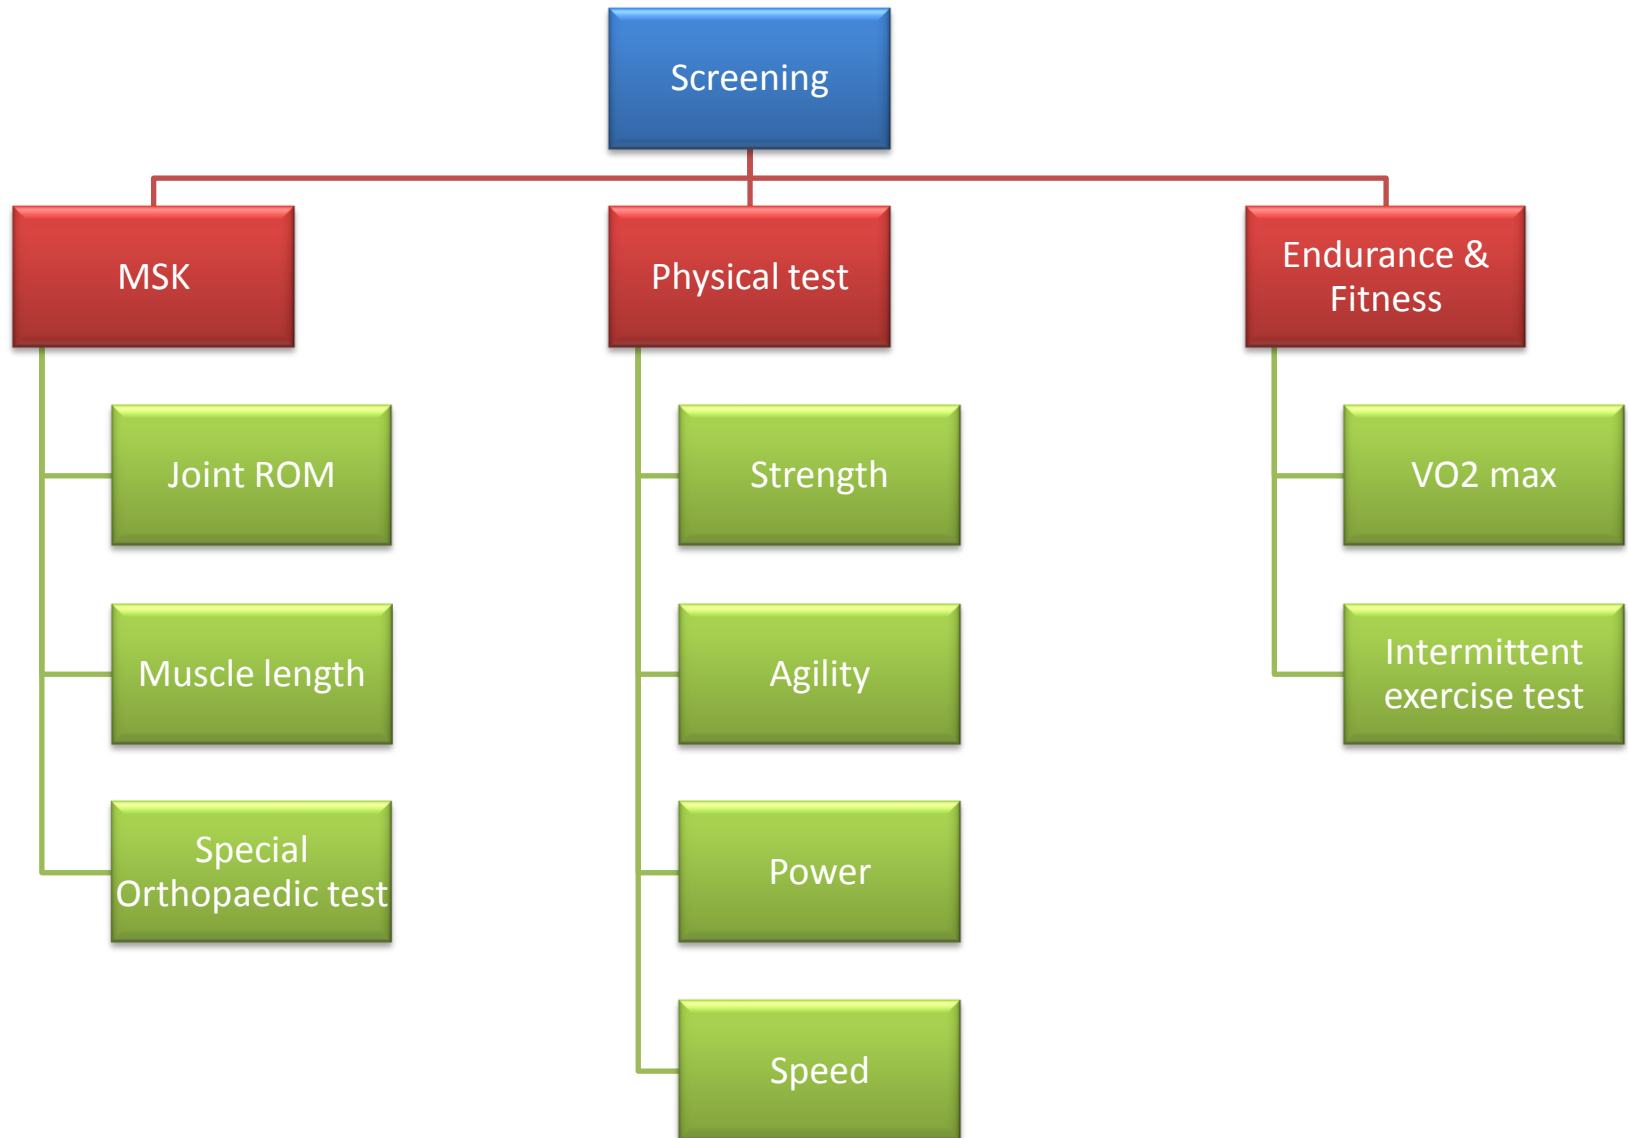 Screening
MSK
Physical test
Endurance &
Fitness
Joint ROM
Strength
VO2 max
Muscle length
Agility
Intermittent
exercise test
Special
Orthopaedic test
Power
Speed